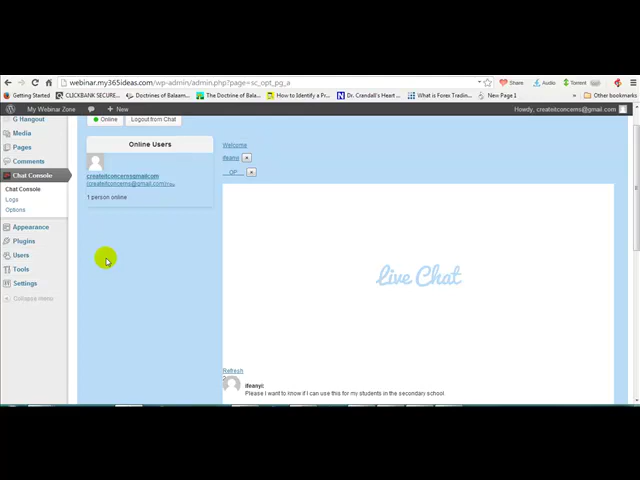 webinar.my365ideas.com/wp-admin/admin.php?page=sc_opt_pg_a
Share
Audio
Torrent
Getting Started
CLICKBANK SECURE...
Doctrines of Balaam...
The Doctrine of Bala...
How to Identify a Pr...
Dr. Crandall's Heart ...
What is Forex Trading...
New Page 1
Other bookmarks
My Webinar Zone
+ New
Howdy, createitconcerns@gmail.com
G Hangout
Media
Pages
Comments
Chat Console
Chat Console
Logs
Options
Appearance
Plugins
Users
Tools
Settings
Collapse menu
Online
Logout from Chat
Online Users
1 person online
Welcome
ifeanyi
__OP__
Live Chat
Refresh
ifeanyi:
Please I want to know if I can use this for my students in the secondary school.